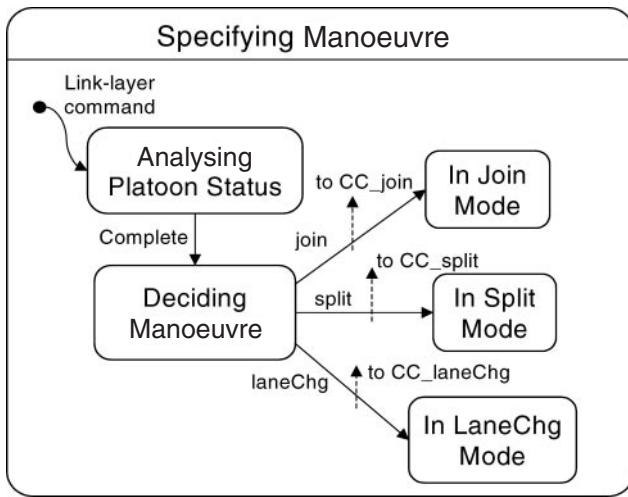 Specifying Manoeuvre
Link-layer
command
Analysing
Platoon Status
Complete
Deciding
Manoeuvre
join
to CC_join
In Join
Mode
split
to CC_split
In Split
Mode
laneChg
to CC_laneChg
In LaneChg
Mode